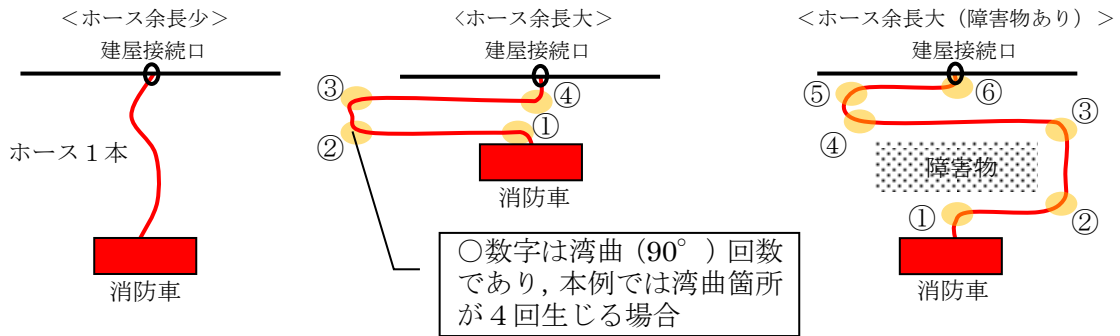 ＜ホース余長少＞
建屋接続口
ホース１本
消防車
＜ホース余長大＞
建屋接続口
③
④
②
①
消防車
○数字は湾曲（90°）回数
であり，本例では湾曲箇所
が４回生じる場合
＜ホース余長大（障害物あり）＞
建屋接続口
⑤
⑥
③
④
障害物
①
②
消防車